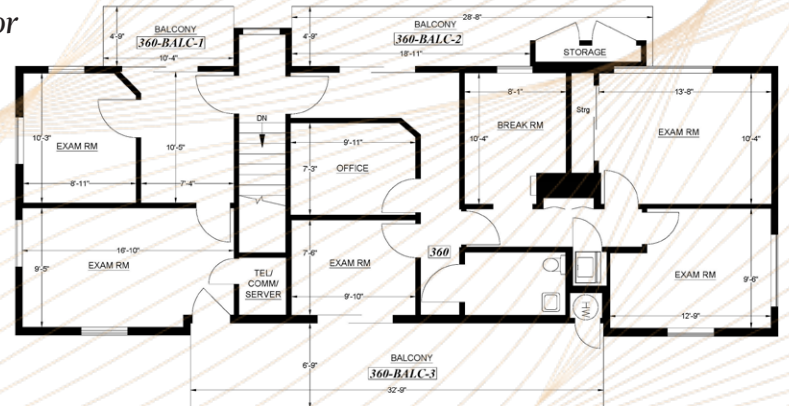 or
BALCONY
360-BALC-1
4'-9"
10'-4"
28'-8"
BALCONY
360-BALC-2
4'-9"
18'-11"
STORAGE
10'-3"
EXAM RM
8'-11"
10'-5"
7'-4"
DN
9'-11"
7'-3"
OFFICE
8'-1"
BREAK RM
10'-4"
Strg
13'-8"
EXAM RM
10'-4"
16'-10"
EXAM RM
9'-5"
TEL/
COMM/
SERVER
7'-6"
EXAM RM
9'-10"
360
HW
EXAM RM
9'-6"
12'-9"
6'-9"
BALCONY
360-BALC-3
32'-9"